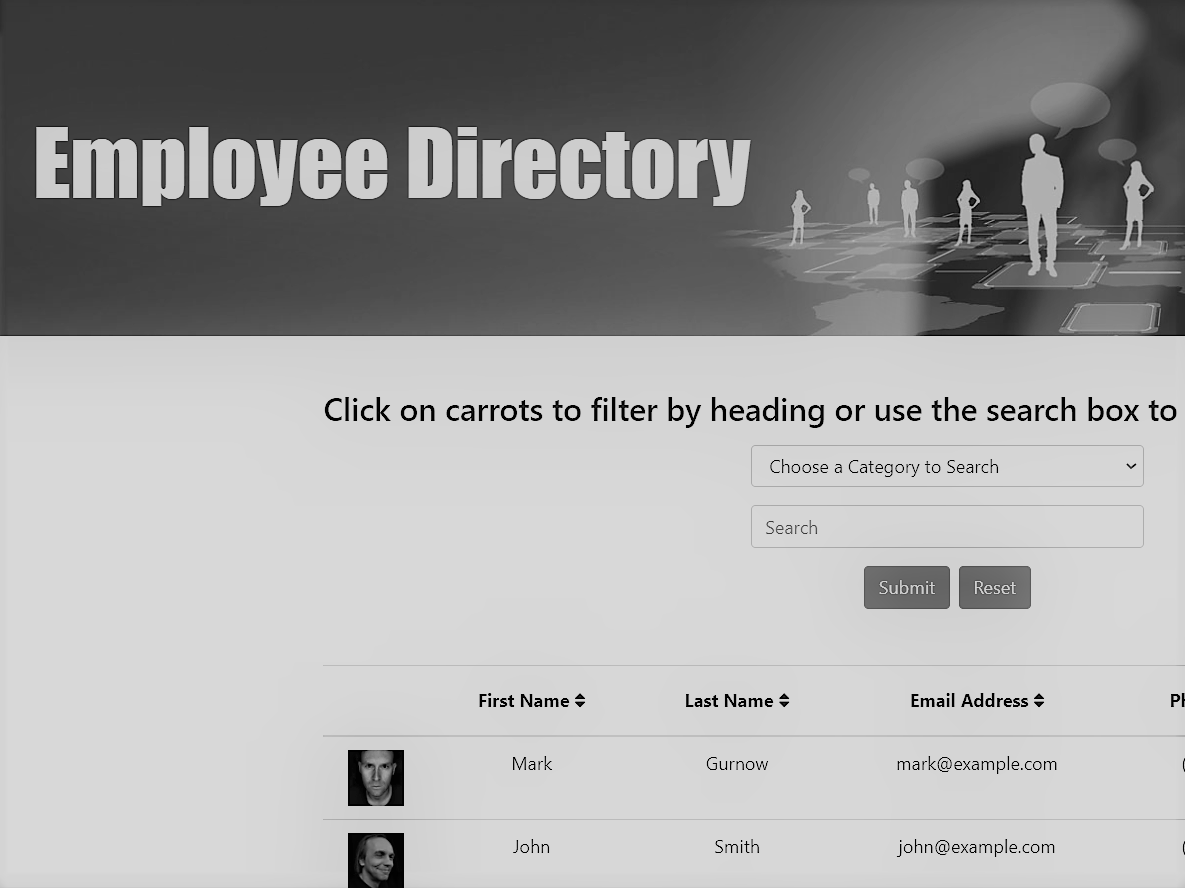 Employee Directory
Click on carrots to filter by heading or use the search box to
Choose a Category to Search
Search
Submit Reset
First Name Last Name Email Address
Mark Gurnow mark@example.com
John Smith john@example.com